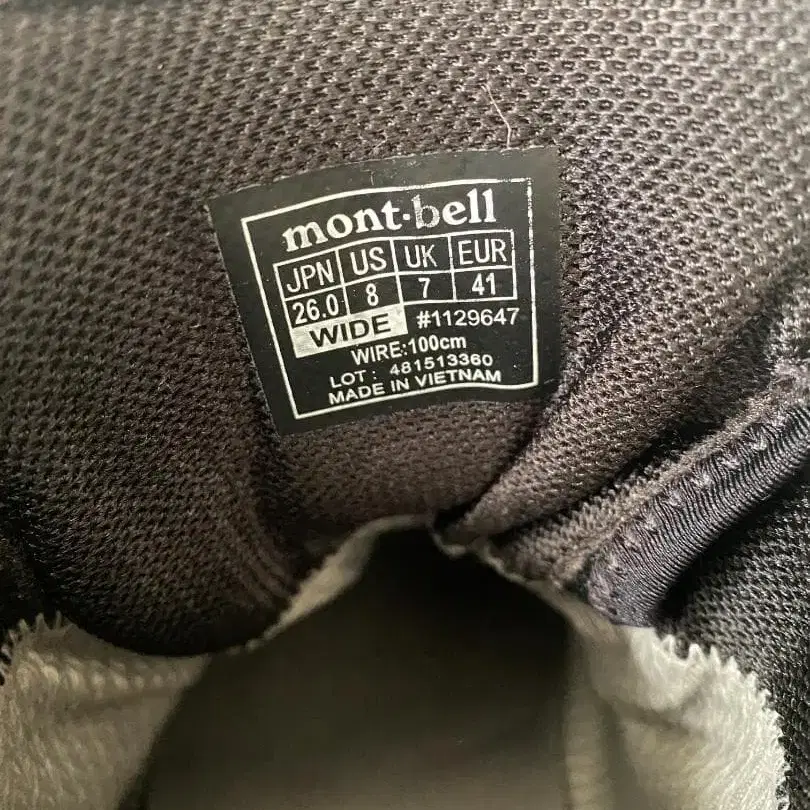 mont-bell
JPN US UK EUR
26.0 8 7 41
WIDE #1129647
WIRE:100cm
LOT : 481513360
MADE IN VIETNAM